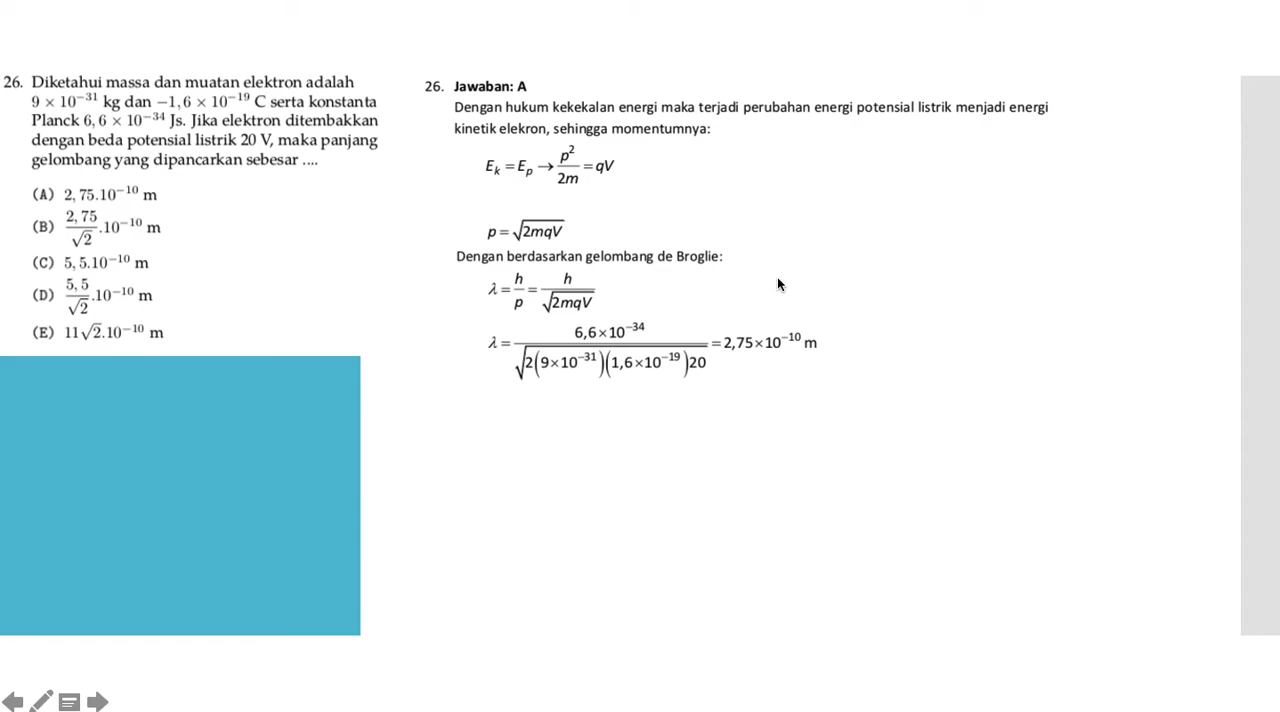 26. Diketahui massa dan muatan elektron adalah
9 × 10⁻³¹ kg dan −1,6 × 10⁻¹⁹ C serta konstanta
Planck 6,6 × 10⁻³⁴ Js. Jika elektron ditembakkan
dengan beda potensial listrik 20 V, maka panjang
gelombang yang dipancarkan sebesar ....
(A) 2,75.10⁻¹⁰ m
(B) 2,75/√2 .10⁻¹⁰ m
(C) 5,5.10⁻¹⁰ m
(D) 5,5/√2 .10⁻¹⁰ m
(E) 11√2.10⁻¹⁰ m
26. Jawaban: A
Dengan hukum kekekalan energi maka terjadi perubahan energi potensial listrik menjadi energi
kinetik elekron, sehingga momentumnya:
Eₖ = Eₚ → p²/2m = qV
p = √(2mqV)
Dengan berdasarkan gelombang de Broglie:
λ = h/p = h/√(2mqV)
λ = 6,6×10⁻³⁴/√(2(9×10⁻³¹)(1,6×10⁻¹⁹)20) = 2,75×10⁻¹⁰ m